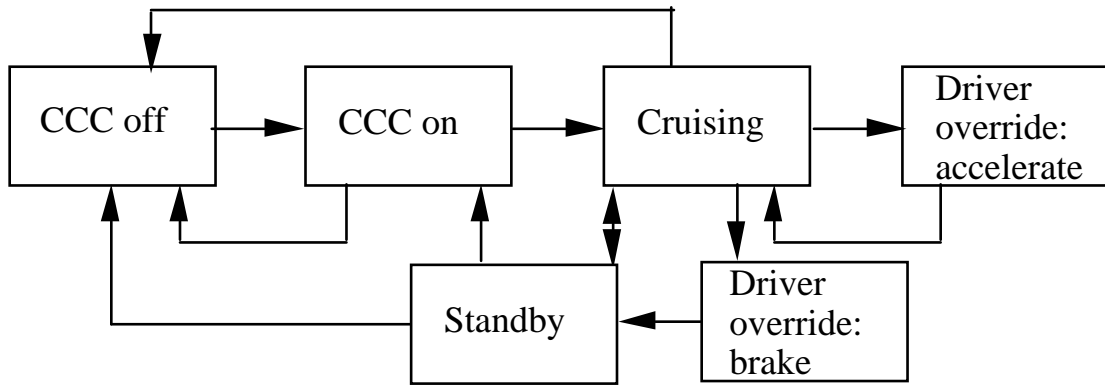 CCC off
CCC on
Cruising
Driver
override:
accelerate
Standby
Driver
override:
brake